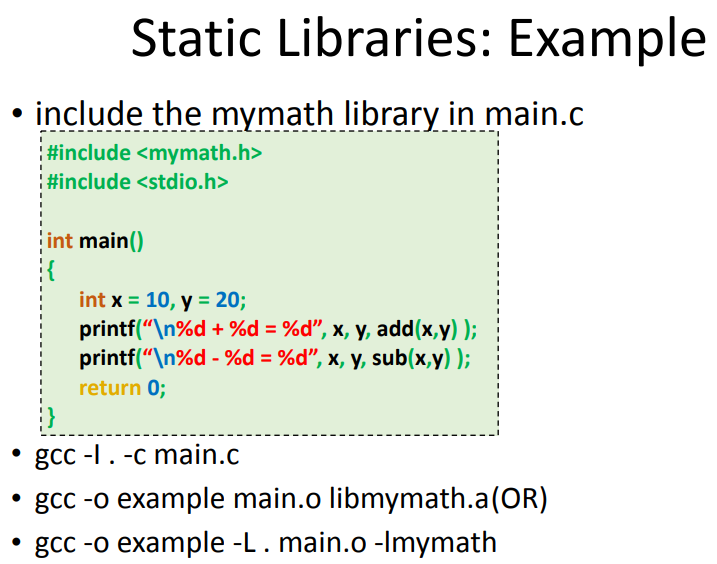 Static Libraries: Example
• include the mymath library in main.c
#include <mymath.h>
#include <stdio.h>
int main()
{
int x = 10, y = 20;
printf(“\n%d + %d = %d”, x, y, add(x,y) );
printf(“\n%d - %d = %d”, x, y, sub(x,y) );
return 0;
}
• gcc -I . -c main.c
• gcc -o example main.o libmymath.a(OR)
• gcc -o example -L . main.o -lmymath